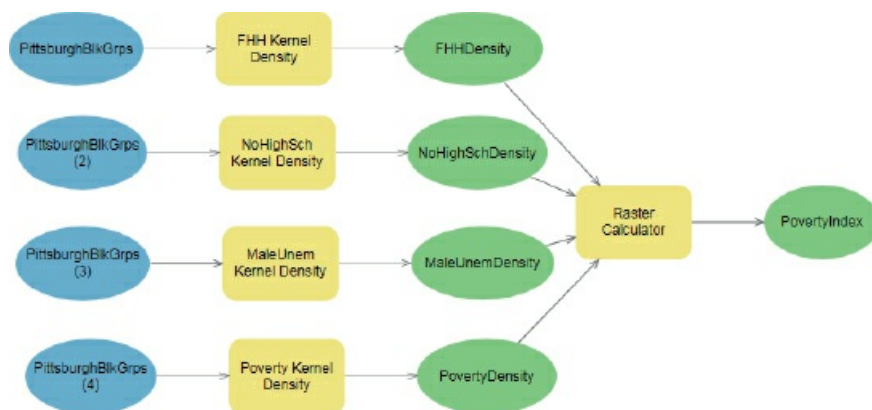 PittsburghBlkGrps
FHH Kernel
Density
FHHDensity
PittsburghBlkGrps
(2)
NoHighSch
Kernel Density
NoHighSchDensity
Raster
Calculator
PovertyIndex
PittsburghBlkGrps
(3)
MaleUnem
Kernel Density
MaleUnemDensity
PittsburghBlkGrps
(4)
Poverty Kernel
Density
PovertyDensity